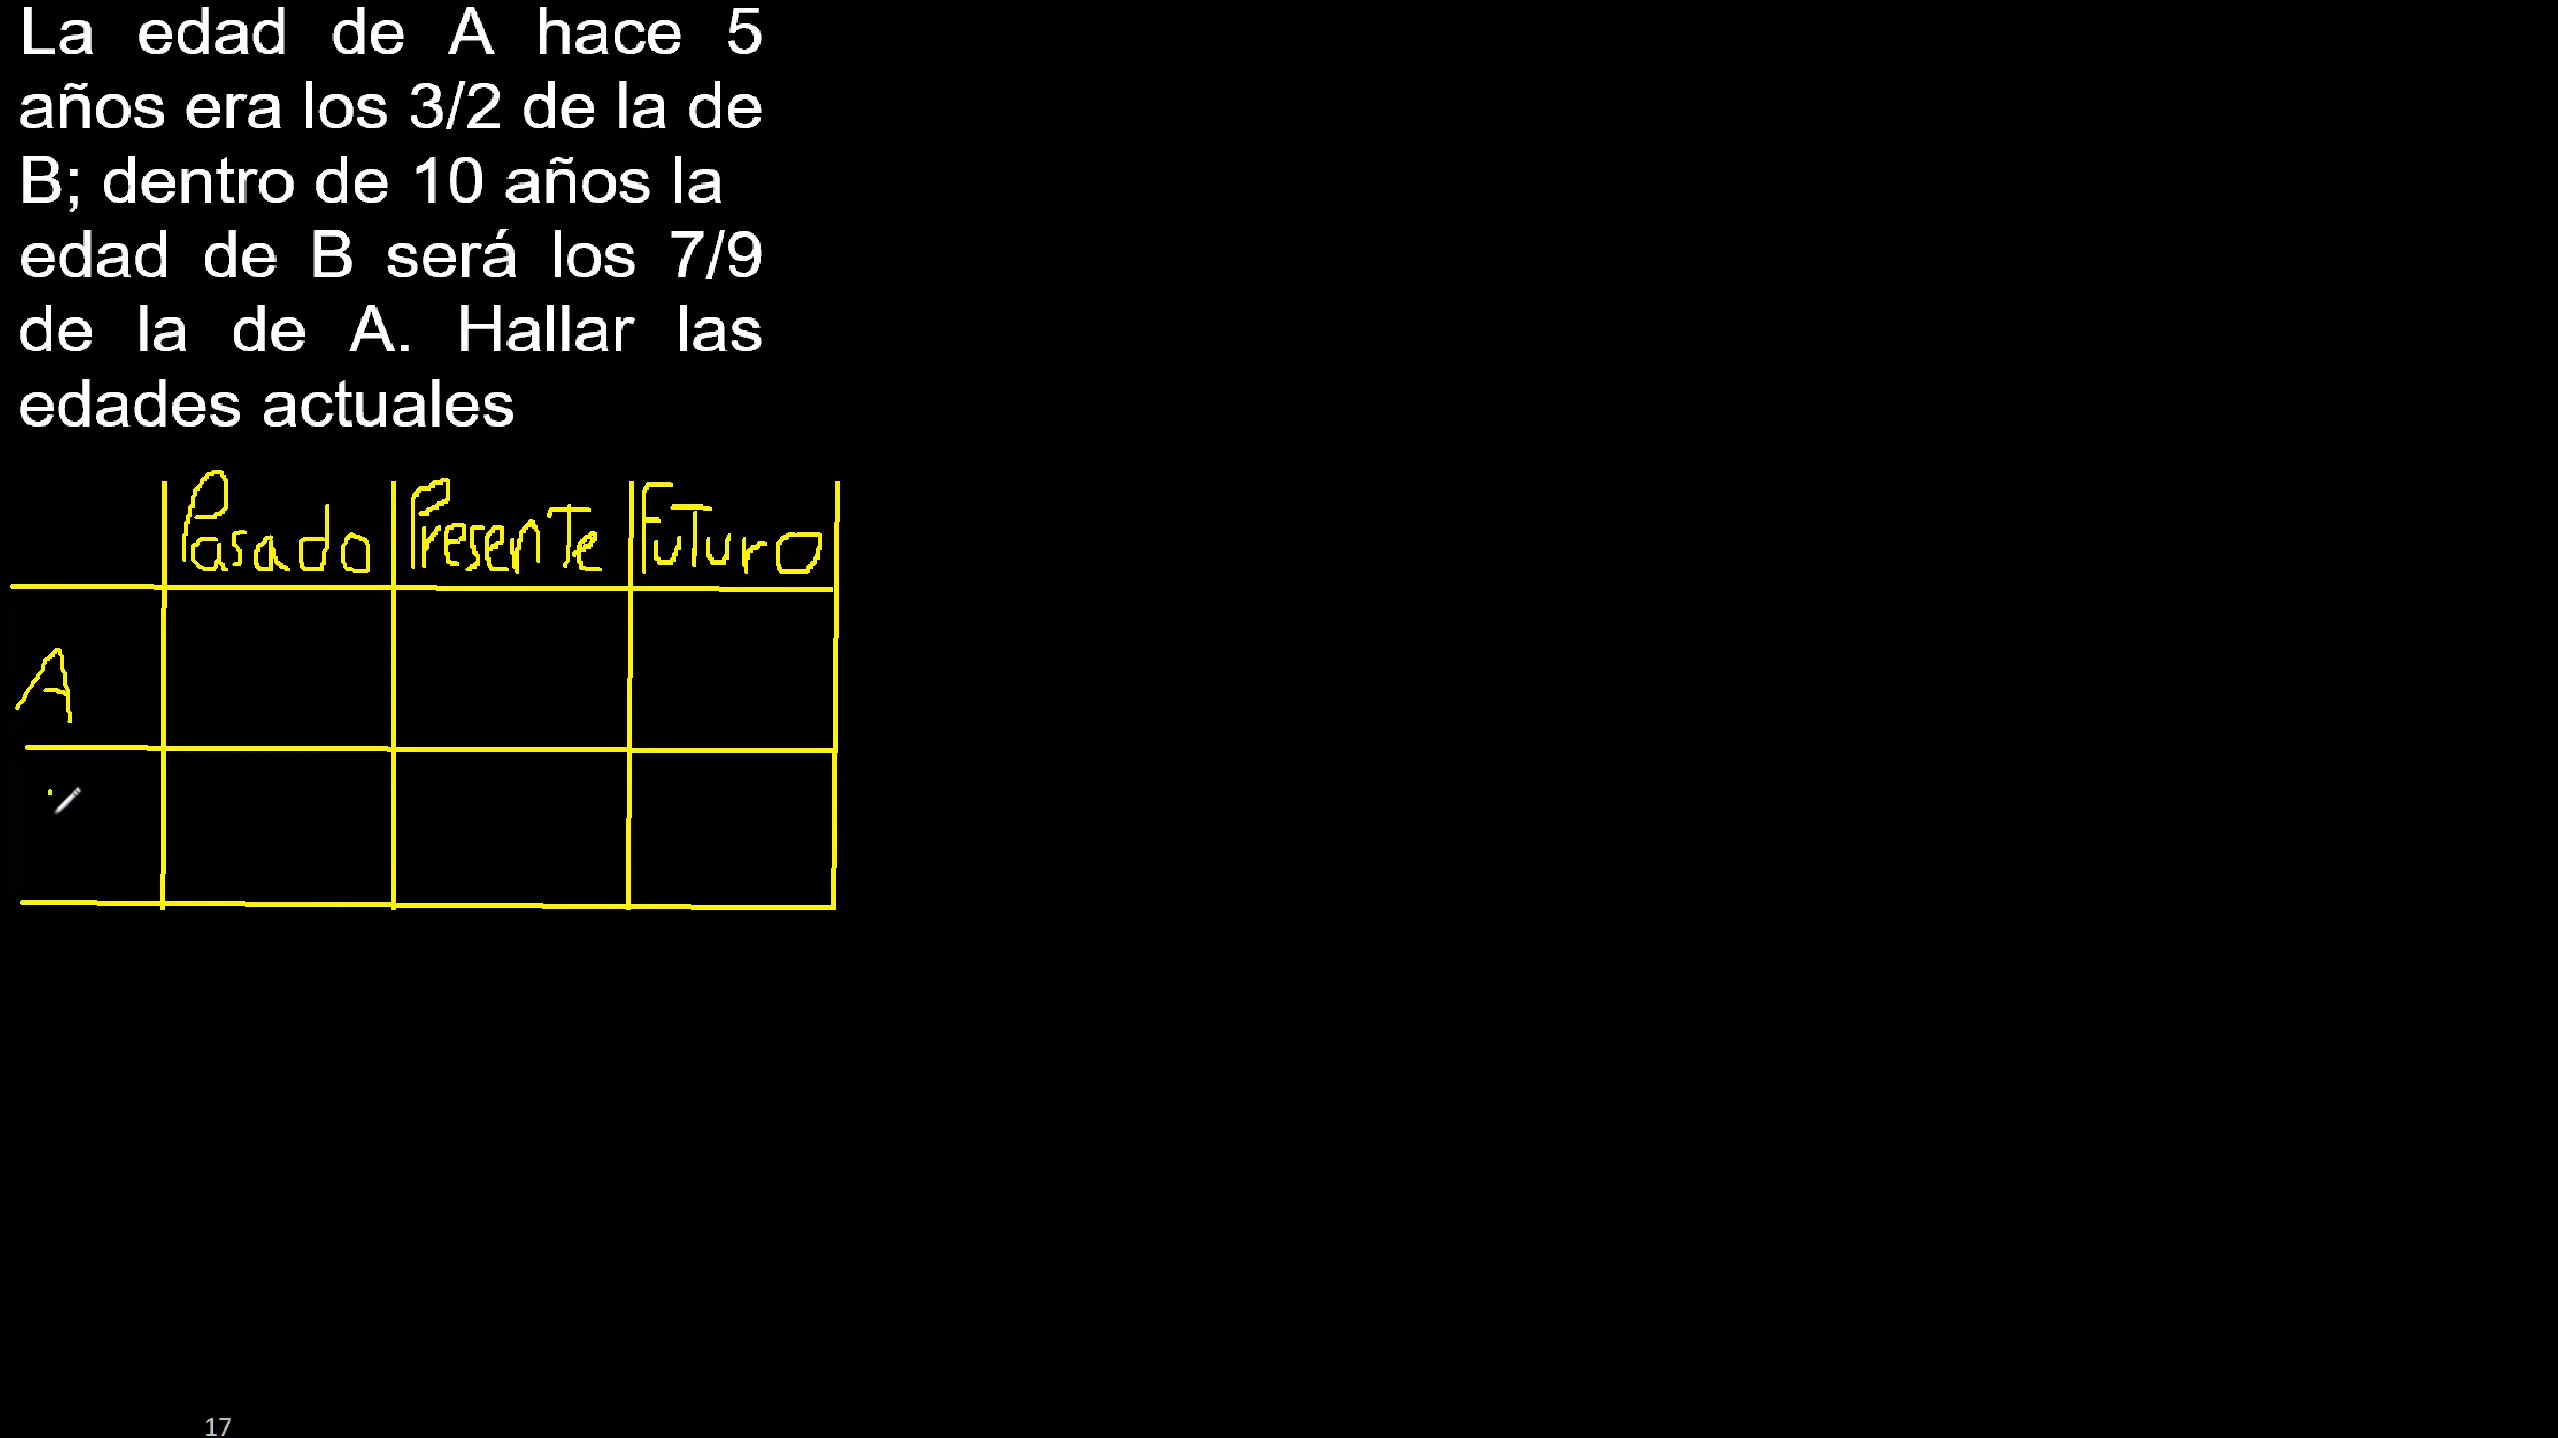 La edad de A hace 5
años era los 3/2 de la de
B; dentro de 10 años la
edad de B será los 7/9
de la de A. Hallar las
edades actuales
Pasado Presente Futuro
A
17